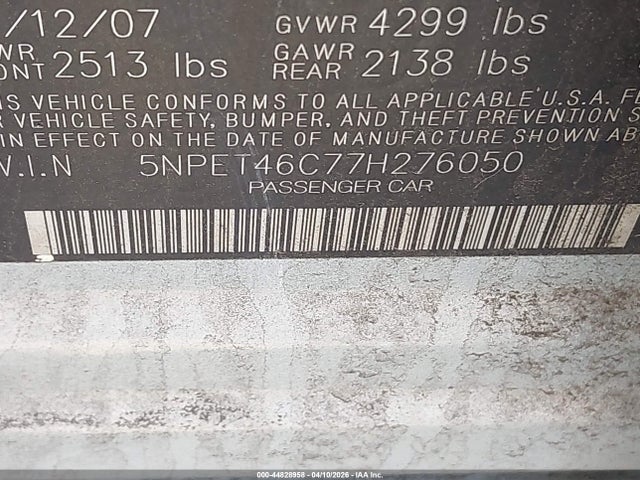 /12/07 GVWR 4299 lbs
WR GAWR
ONT 2513 lbs REAR 2138 lbs
IS VEHICLE CONFORMS TO ALL APPLICABLE U.S.A. FE
R VEHICLE SAFETY, BUMPER, AND THEFT PREVENTION S
IN EFFECT ON THE DATE OF MANUFACTURE SHOWN AB
V.I.N 5NPET46C77H276050
PASSENGER CAR
000-44828958 - 04/10/2026 - IAA Inc.